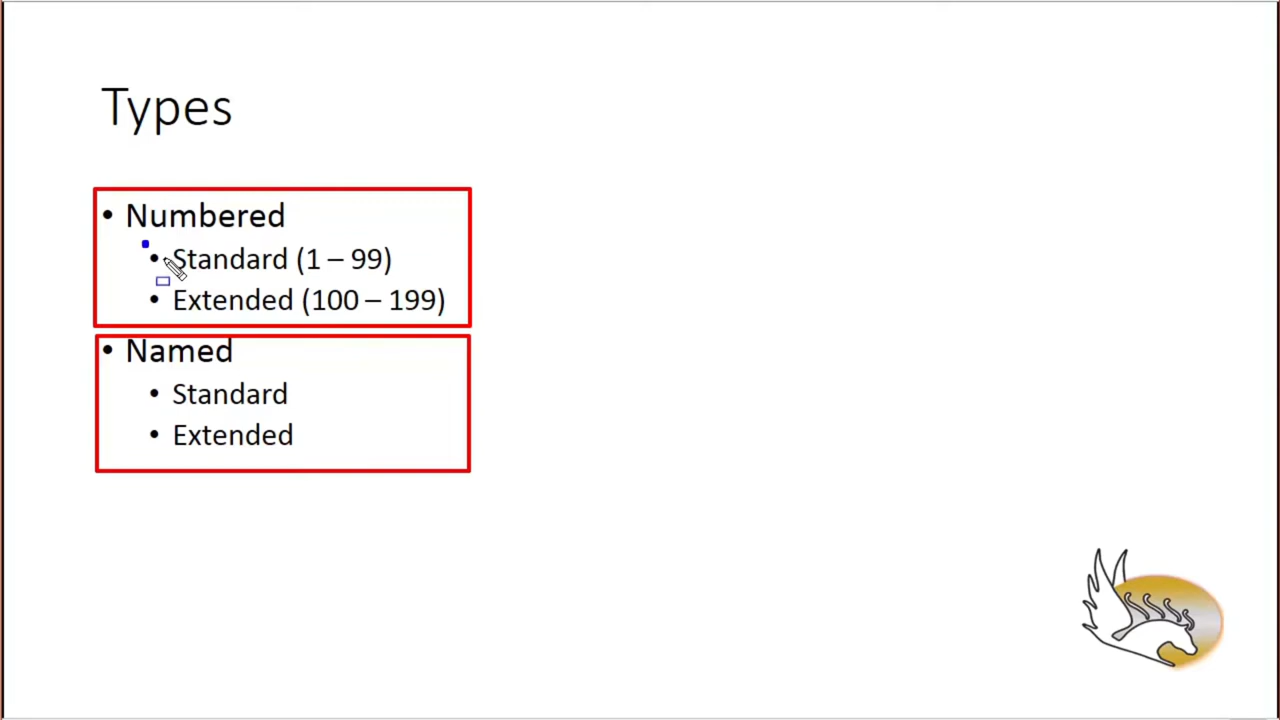 Types
• Numbered
• Standard (1 – 99)
• Extended (100 – 199)
• Named
• Standard
• Extended